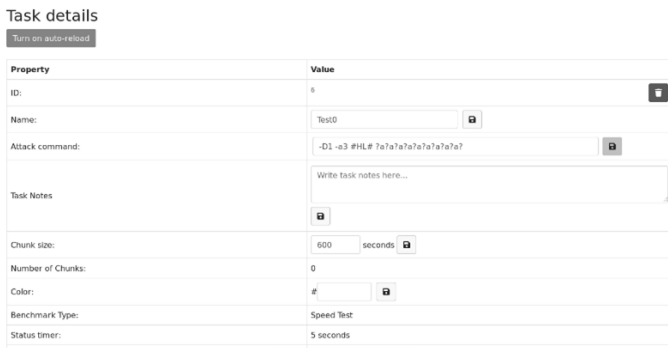 Task details
Turn on auto-reload
Property Value
ID: 6
Name: Test0
Attack command: -D1 -a3 #HL# ?a?a?a?a?a?a?a?a?a?a?
Task Notes Write task notes here...
Chunk size: 600 seconds
Number of Chunks: 0
Color: #
Benchmark Type: Speed Test
Status timer: 5 seconds